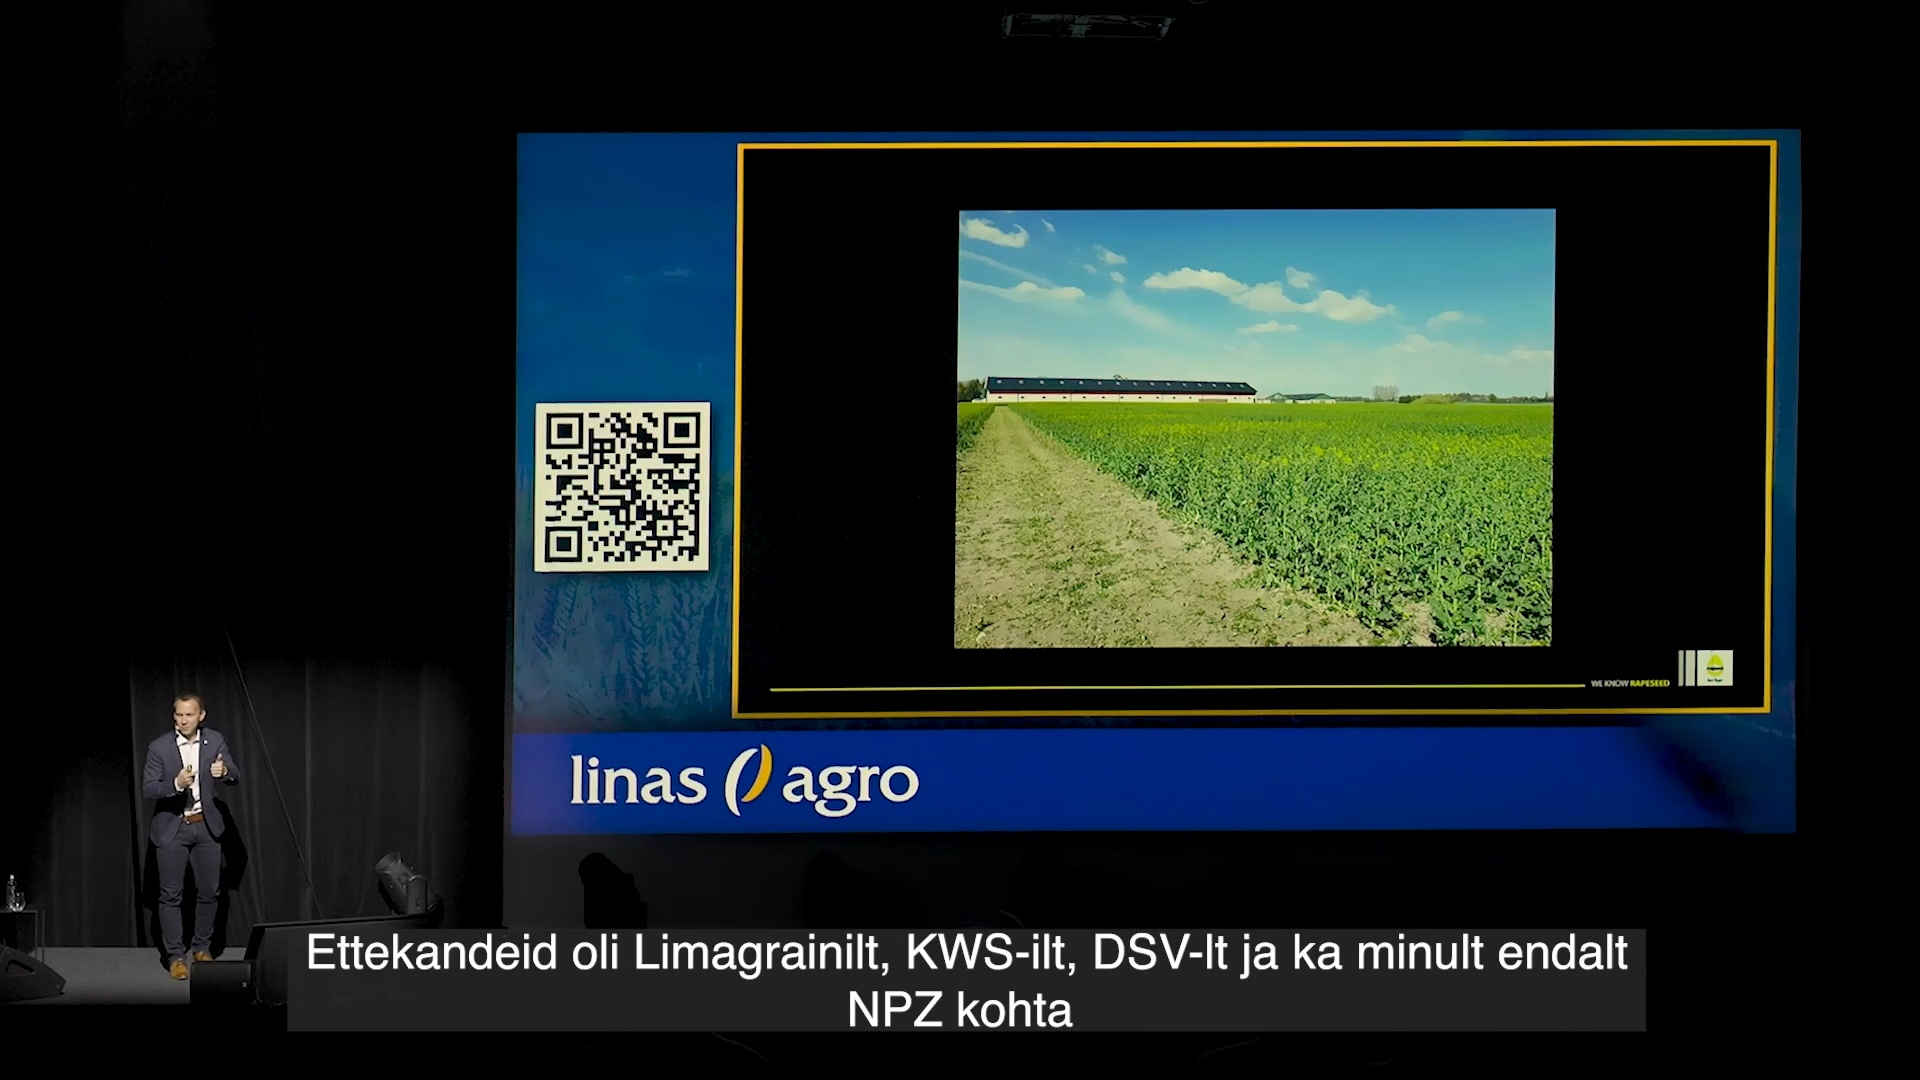 WE KNOW RAPESEED
linas agro
Ettekandeid oli Limagrainilt, KWS-ilt, DSV-lt ja ka minult endalt
NPZ kohta